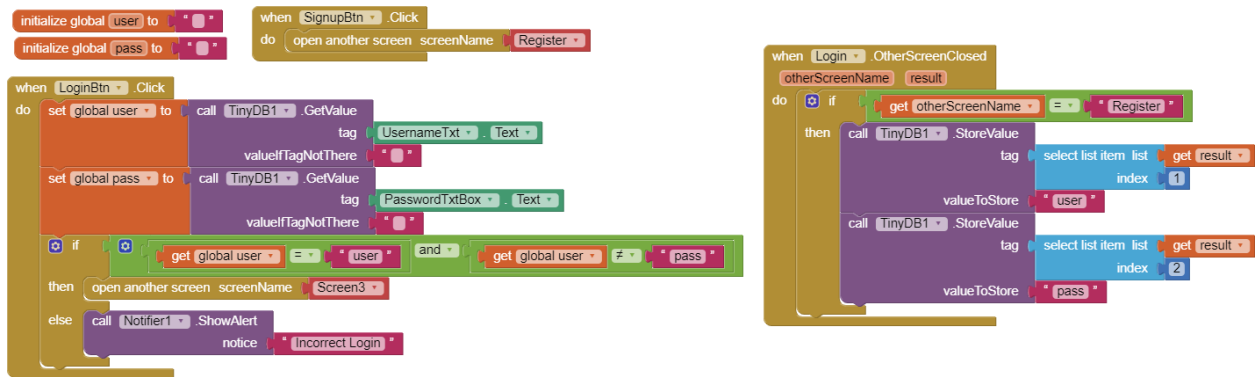 initialize global user to " "
initialize global pass to " "
when SignupBtn .Click
do open another screen screenName Register
when LoginBtn .Click
do set global user to call TinyDB1 .GetValue
tag UsernameTxt . Text
valueIfTagNotThere " "
set global pass to call TinyDB1 .GetValue
tag PasswordTxtBox . Text
valueIfTagNotThere " "
if get global user = " user " and get global user ≠ " pass "
then open another screen screenName Screen3
else call Notifier1 .ShowAlert
notice " Incorrect Login "
when Login .OtherScreenClosed
otherScreenName result
do if get otherScreenName = " Register "
then call TinyDB1 .StoreValue
tag select list item list get result
index 1
valueToStore " user "
call TinyDB1 .StoreValue
tag select list item list get result
index 2
valueToStore " pass "